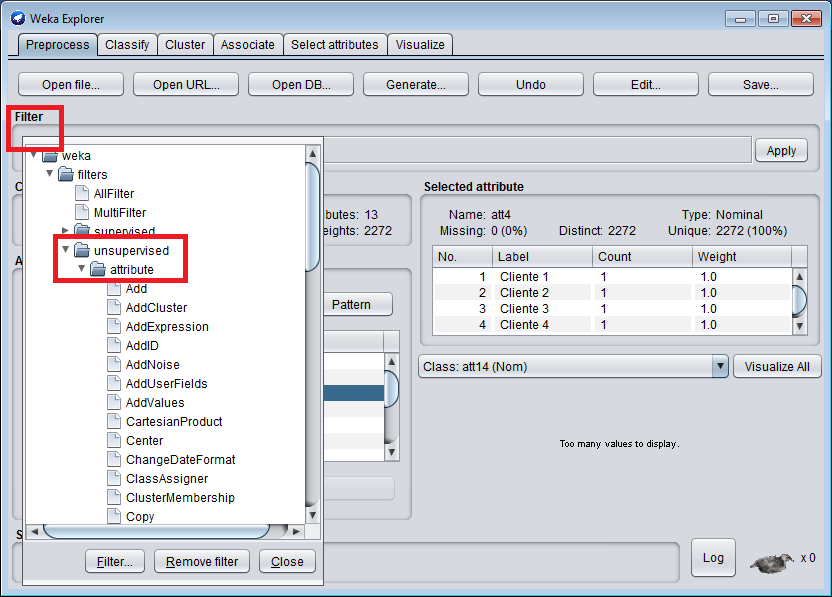 Weka Explorer
Preprocess Classify Cluster Associate Select attributes Visualize
Open file... Open URL... Open DB... Generate... Undo Edit... Save...
Filter
Apply
weka
filters
AllFilter
MultiFilter
supervised
unsupervised
attribute
Add
AddCluster
AddExpression
AddID
AddNoise
AddUserFields
AddValues
CartesianProduct
Center
ChangeDateFormat
ClassAssigner
ClusterMembership
Copy
Filter... Remove filter Close
C
butes: 13
eights: 2272
A
Pattern
Selected attribute
Name: att4 Type: Nominal
Missing: 0 (0%) Distinct: 2272 Unique: 2272 (100%)
No. Label Count Weight
1 Cliente 1 1 1.0
2 Cliente 2 1 1.0
3 Cliente 3 1 1.0
4 Cliente 4 1 1.0
Class: att14 (Nom) Visualize All
Too many values to display.
S
Log x 0